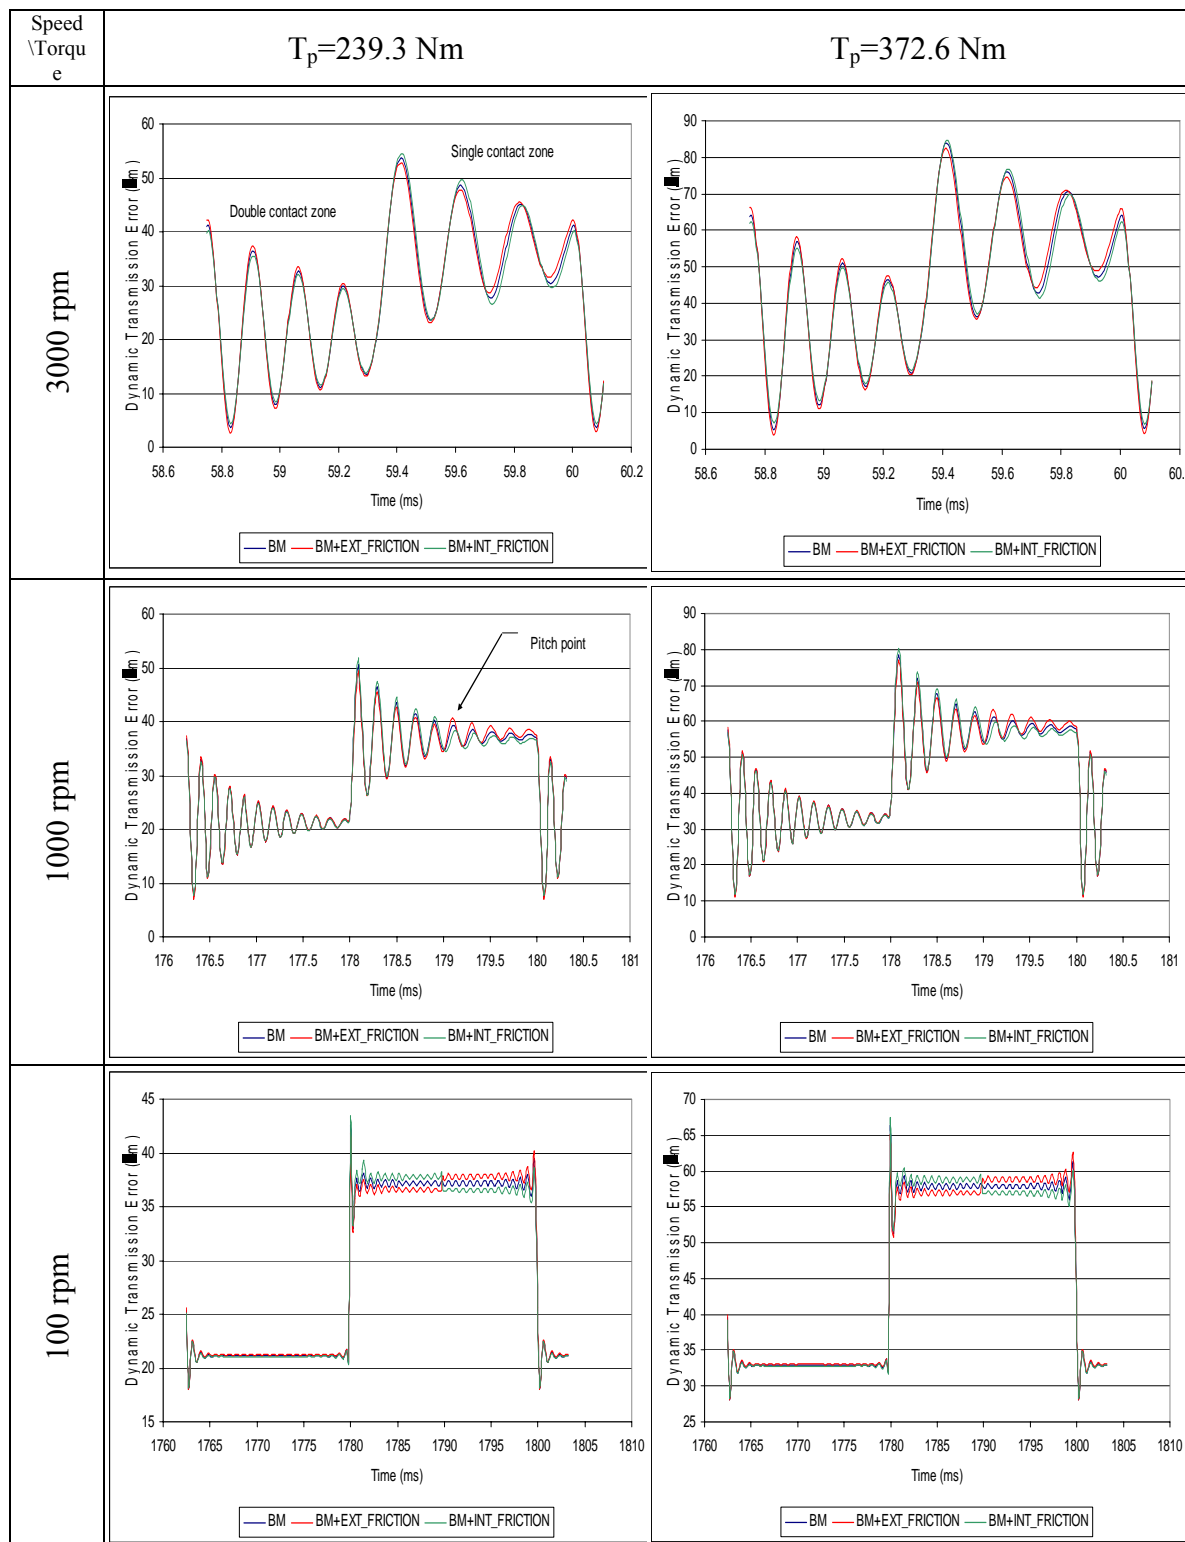 Speed
\Torqu
e
Tp=239.3 Nm
Tp=372.6 Nm
3000 rpm
Dynamic Transmission Error ( m)
60
50
40
30
20
10
0
Double contact zone
Single contact zone
58.6 58.8 59 59.2 59.4 59.6 59.8 60 60.2
Time (ms)
BM BM+EXT_FRICTION BM+INT_FRICTION
Dynamic Transmission Error ( m)
90
80
70
60
50
40
30
20
10
0
58.6 58.8 59 59.2 59.4 59.6 59.8 60 60.
Time (ms)
BM BM+EXT_FRICTION BM+INT_FRICTION
1000 rpm
Dynamic Transmission Error ( m)
60
50
40
30
20
10
0
Pitch point
176 176.5 177 177.5 178 178.5 179 179.5 180 180.5 181
Time (ms)
BM BM+EXT_FRICTION BM+INT_FRICTION
Dynamic Transmission Error ( m)
90
80
70
60
50
40
30
20
10
0
176 176.5 177 177.5 178 178.5 179 179.5 180 180.5 181
Time (ms)
BM BM+EXT_FRICTION BM+INT_FRICTION
100 rpm
Dynamic Transmission Error ( m)
45
40
35
30
25
20
15
1760 1765 1770 1775 1780 1785 1790 1795 1800 1805 1810
Time (ms)
BM BM+EXT_FRICTION BM+INT_FRICTION
Dynamic Transmission Error ( m)
70
65
60
55
50
45
40
35
30
25
1760 1765 1770 1775 1780 1785 1790 1795 1800 1805 1810
Time (ms)
BM BM+EXT_FRICTION BM+INT_FRICTION